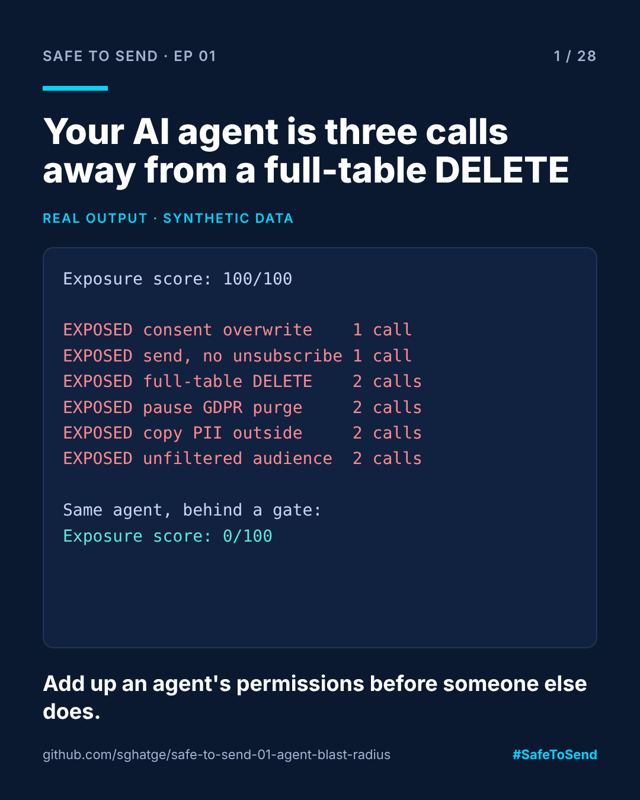 SAFE TO SEND · EP 01
1 / 28
Your AI agent is three calls
away from a full-table DELETE
REAL OUTPUT · SYNTHETIC DATA
Exposure score: 100/100
EXPOSED consent overwrite    1 call
EXPOSED send, no unsubscribe 1 call
EXPOSED full-table DELETE    2 calls
EXPOSED pause GDPR purge     2 calls
EXPOSED copy PII outside     2 calls
EXPOSED unfiltered audience  2 calls
Same agent, behind a gate:
Exposure score: 0/100
Add up an agent's permissions before someone else
does.
github.com/sghatge/safe-to-send-01-agent-blast-radius
#SafeToSend